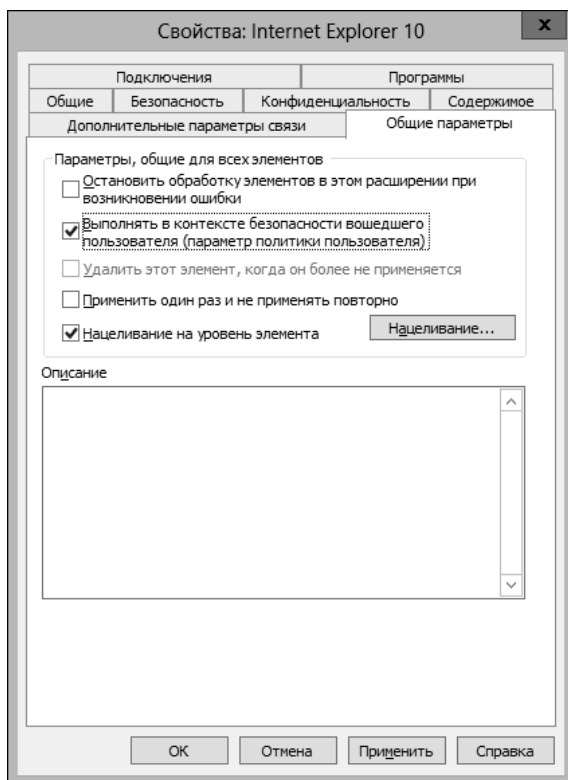 Свойства: Internet Explorer 10
x
Подключения
Программы
Общие
Безопасность
Конфиденциальность
Содержимое
Дополнительные параметры связи
Общие параметры
Параметры, общие для всех элементов
Остановить обработку элементов в этом расширении при
возникновении ошибки
Выполнять в контексте безопасности вошедшего
пользователя (параметр политики пользователя)
Удалить этот элемент, когда он более не применяется
Применить один раз и не применять повторно
Нацеливание на уровень элемента
Нацеливание...
Описание
ОК
Отмена
Применить
Справка